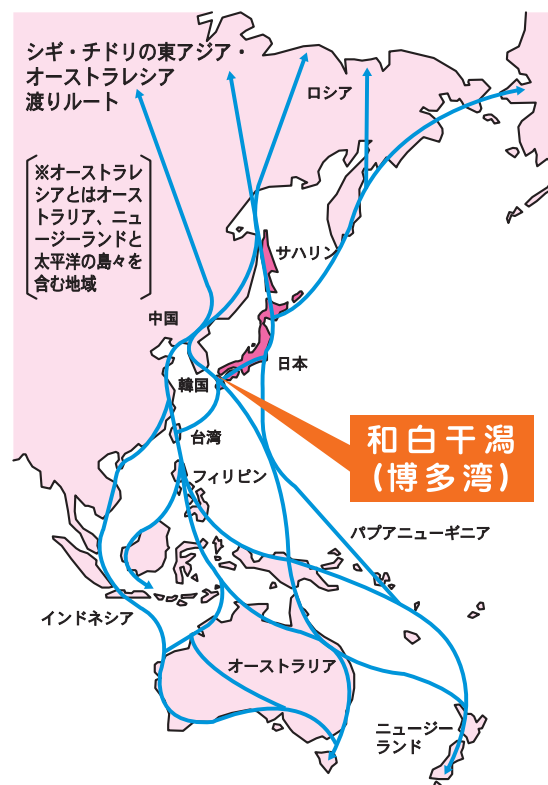 シギ・チドリの東アジア・
オーストラレシア
渡りルート
※オーストラレ
シアとはオース
トラリア、ニュ
ージーランドと
太平洋の島々を
含む地域
ロシア
サハリン
中国
日本
韓国
和白干潟
(博多湾)
台湾
フィリピン
パプアニューギニア
インドネシア
オーストラリア
ニュージー
ランド